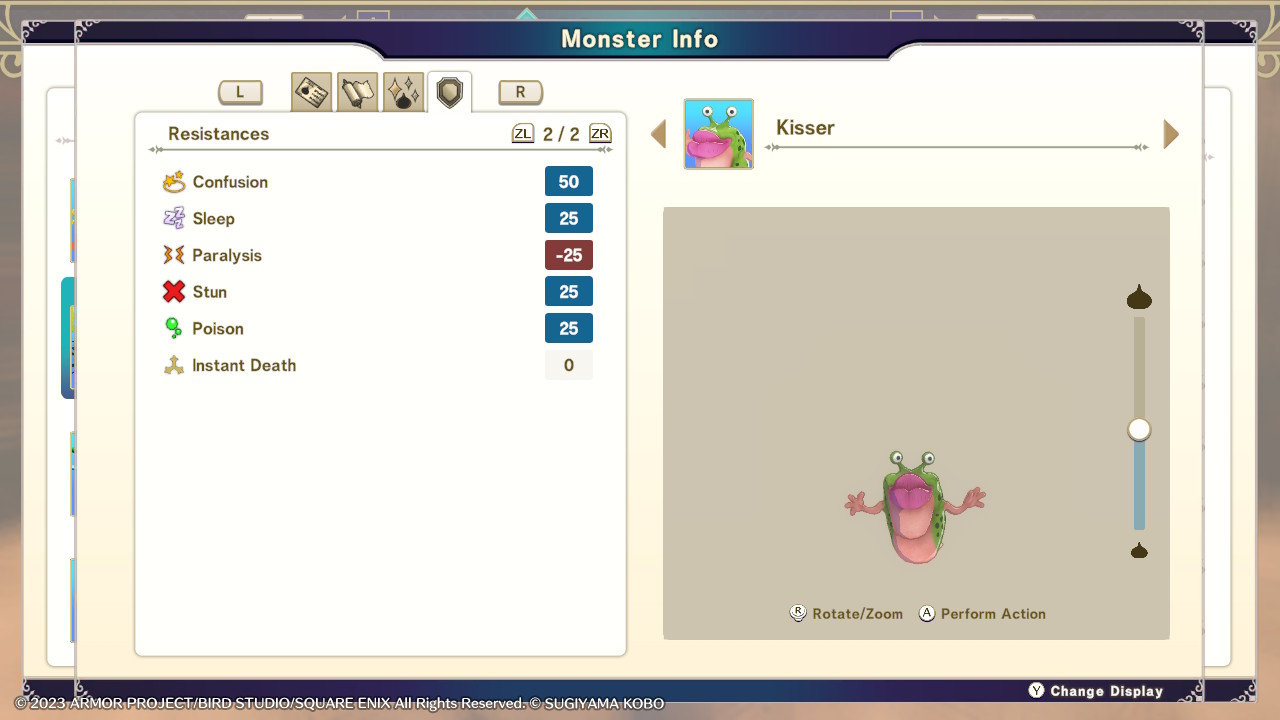 Monster Info
L
R
Resistances
ZL 2 / 2 ZR
Kisser
Confusion 50
Sleep 25
Paralysis -25
Stun 25
Poison 25
Instant Death 0
R Rotate/Zoom A Perform Action
Y Change Display
© 2023 ARMOR PROJECT/BIRD STUDIO/SQUARE ENIX All Rights Reserved. © SUGIYAMA KOBO